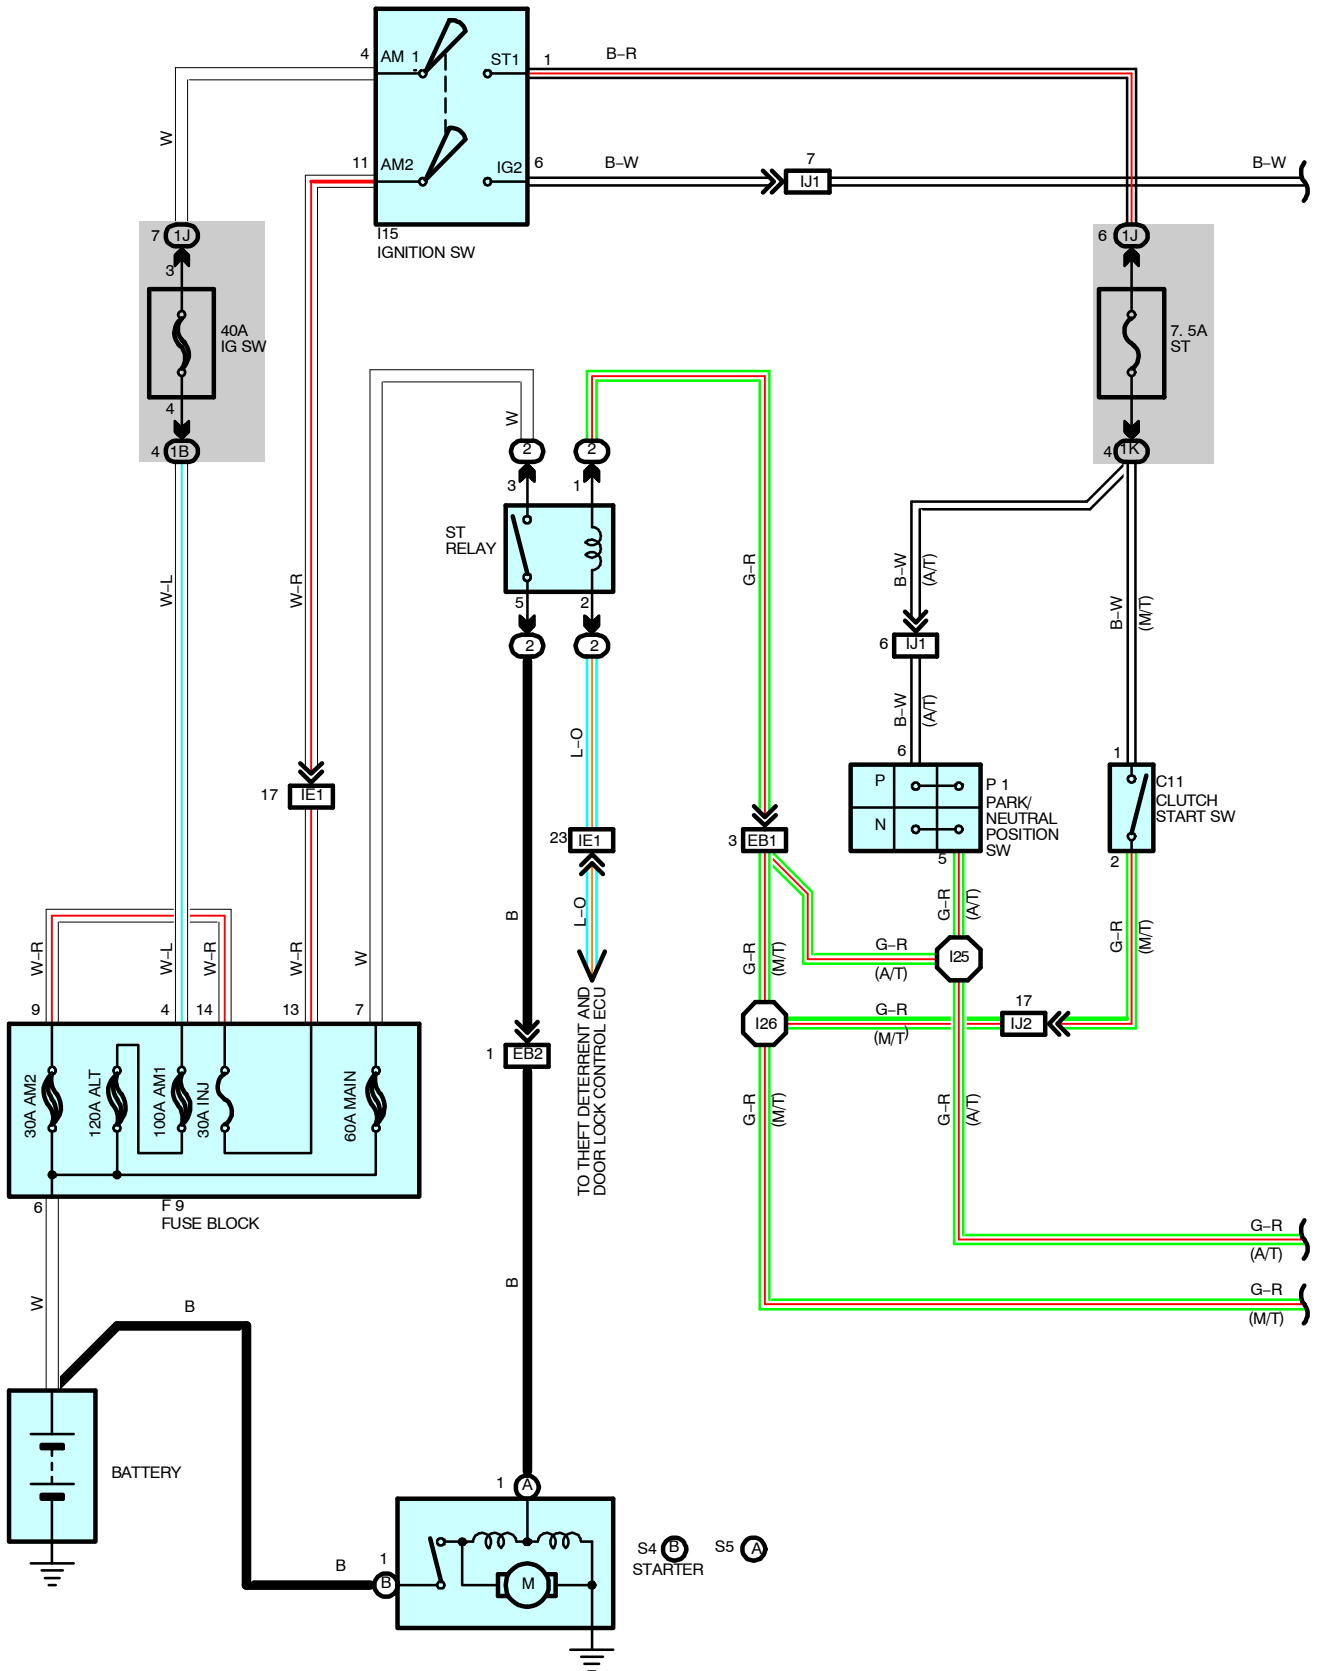 4 AM 1 ST1 1 B-R
W
11 AM2 IG2 6 B-W 7 IJ1 B-W
I15
IGNITION SW
7 1J
3
40A
IG SW
4
4 1B
6 1J
7. 5A
ST
4 1K
W
2 2
3 1
ST
RELAY
5 2
2 2
W-L
W-R
G-R
B-W (A/T)
B-W (M/T)
6 IJ1
B-W (A/T)
L-O
6
P
N
P 1
PARK/
NEUTRAL
POSITION
SW
5
1
C11
CLUTCH
START SW
2
17 IE1
23 IE1
3 EB1
B
L-O
G-R (A/T)
G-R (M/T)
W-R
W-L
W-R
W-R
W
G-R (M/T)
G-R
(A/T)
I25
9 4 14 13 7
I26
G-R
(M/T)
17
IJ2
TO THEFT DETERRENT AND
DOOR LOCK CONTROL ECU
1 EB2
30A AM2
120A ALT
100A AM1
30A INJ
60A MAIN
G-R (M/T)
G-R (A/T)
6
F 9
FUSE BLOCK
G-R
(A/T)
G-R
(M/T)
W
B
B
BATTERY
1 A
B
1
B
M
S4 B S5 A
STARTER